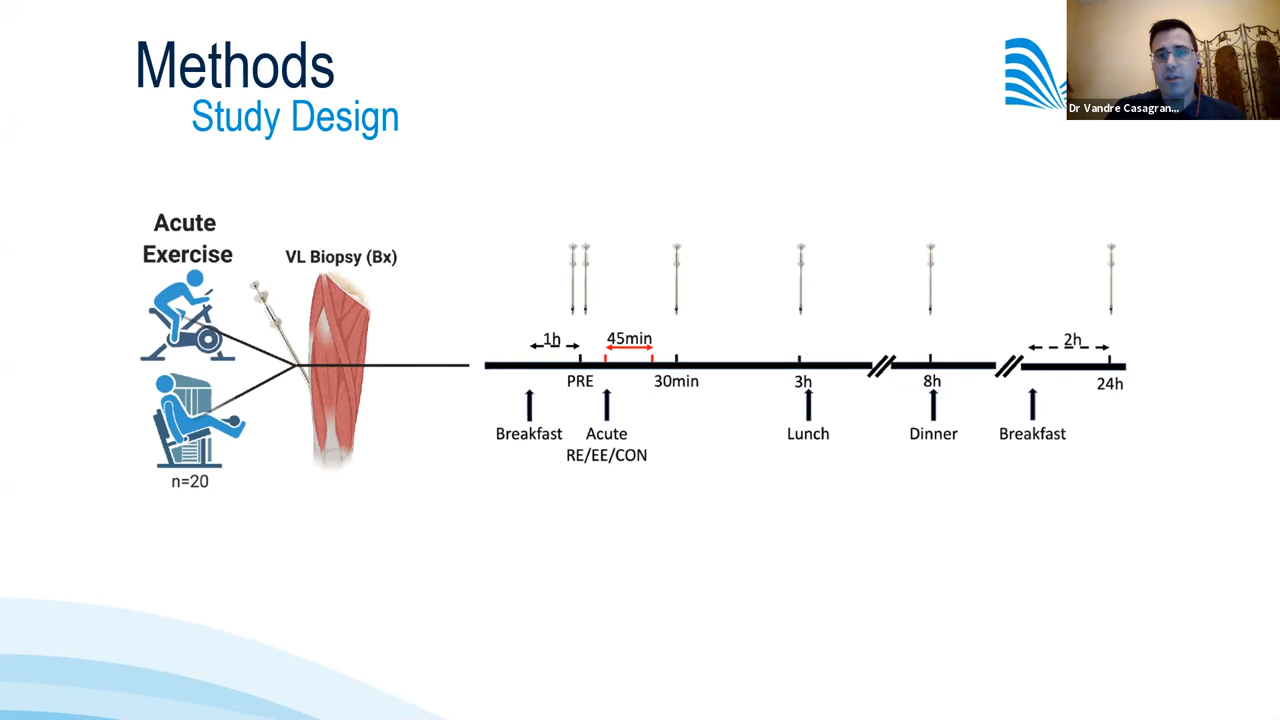 Methods
Study Design
Dr Vandre Casagran...
Acute
Exercise
VL Biopsy (Bx)
n=20
1h
45min
2h
PRE
30min
3h
8h
24h
Breakfast
Acute
RE/EE/CON
Lunch
Dinner
Breakfast